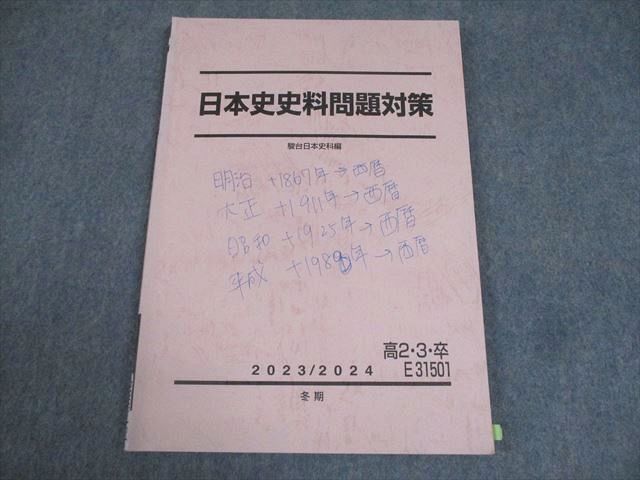 日本史史料問題対策
駿台日本史科編
明治 +1867年→西暦
大正 +1911年→西暦
昭和 +1925年→西暦
平成 +1988年→西暦
高2・3・卒
2023/2024 E31501
冬期